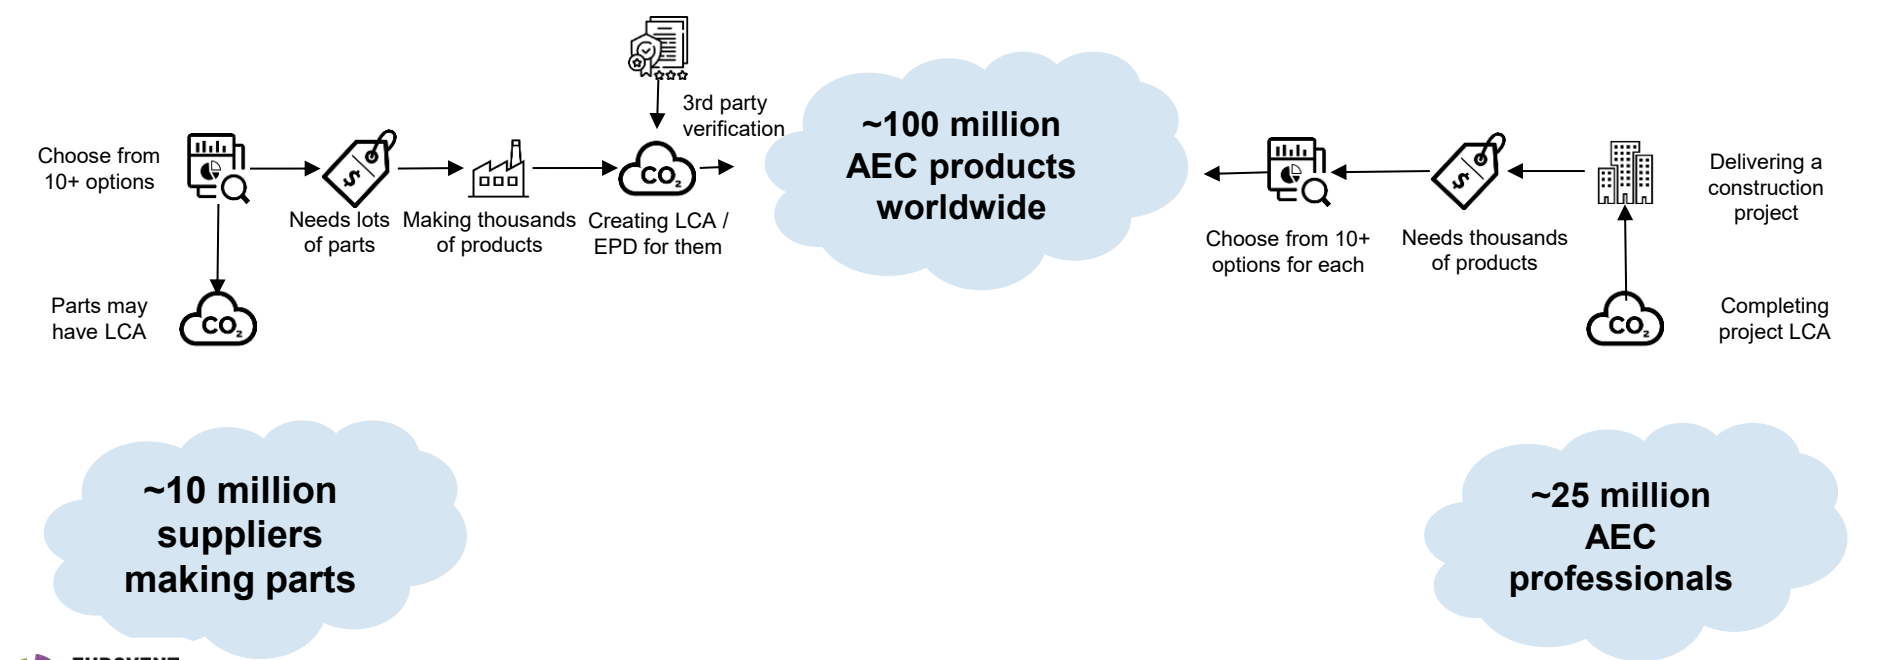 3rd party
verification
Choose from
10+ options
$
Needs lots
of parts
Making thousands
of products
CO₂
Creating LCA /
EPD for them
Parts may
have LCA
CO₂
~100 million
AEC products
worldwide
Choose from 10+
options for each
$
Needs thousands
of products
Delivering a
construction
project
CO₂
Completing
project LCA
~10 million
suppliers
making parts
~25 million
AEC
professionals